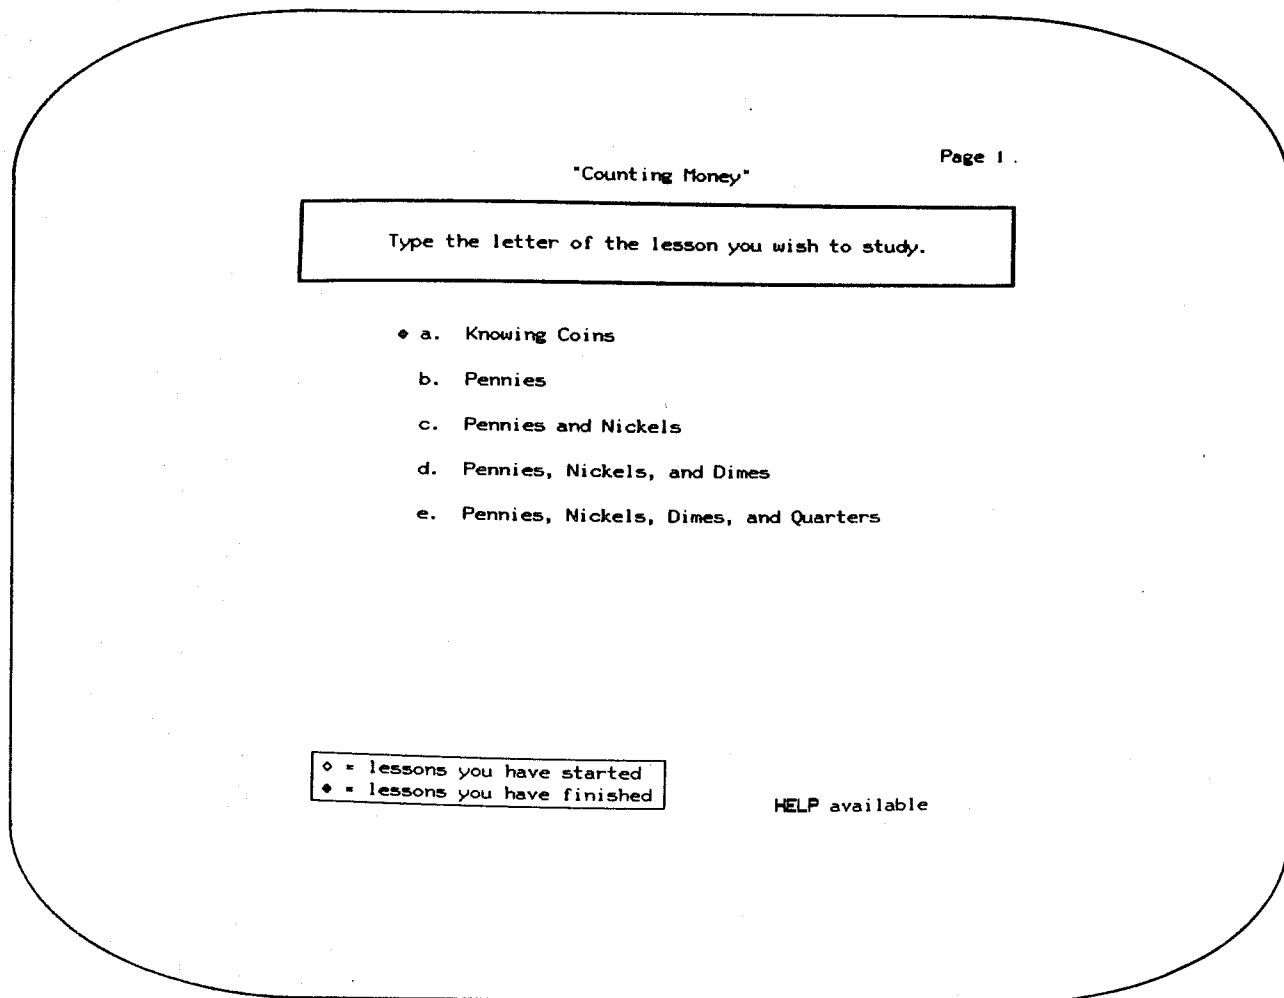 Page 1.
"Counting Money"
Type the letter of the lesson you wish to study.
◆ a. Knowing Coins
b. Pennies
c. Pennies and Nickels
d. Pennies, Nickels, and Dimes
e. Pennies, Nickels, Dimes, and Quarters
◇ = lessons you have started
◆ = lessons you have finished
HELP available